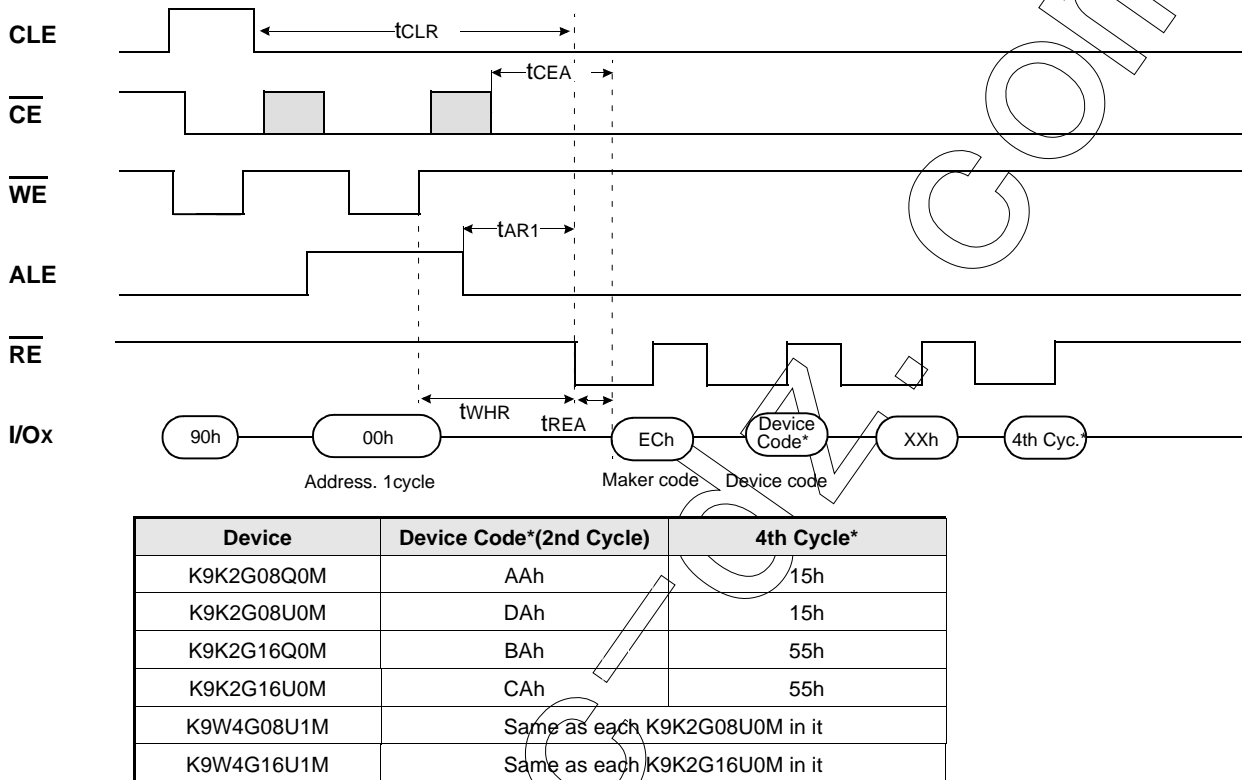 CLE
tCLR
tCEA
CE
WE
tAR1
ALE
RE
tWHR
tREA
I/Ox
90h
00h
ECh
Device
Code*
XXh
4th Cyc.*
Address. 1cycle
Maker code
Device code
Device Device Code*(2nd Cycle) 4th Cycle*
K9K2G08Q0M AAh 15h
K9K2G08U0M DAh 15h
K9K2G16Q0M BAh 55h
K9K2G16U0M CAh 55h
K9W4G08U1M Same as each K9K2G08U0M in it
K9W4G16U1M Same as each K9K2G16U0M in it